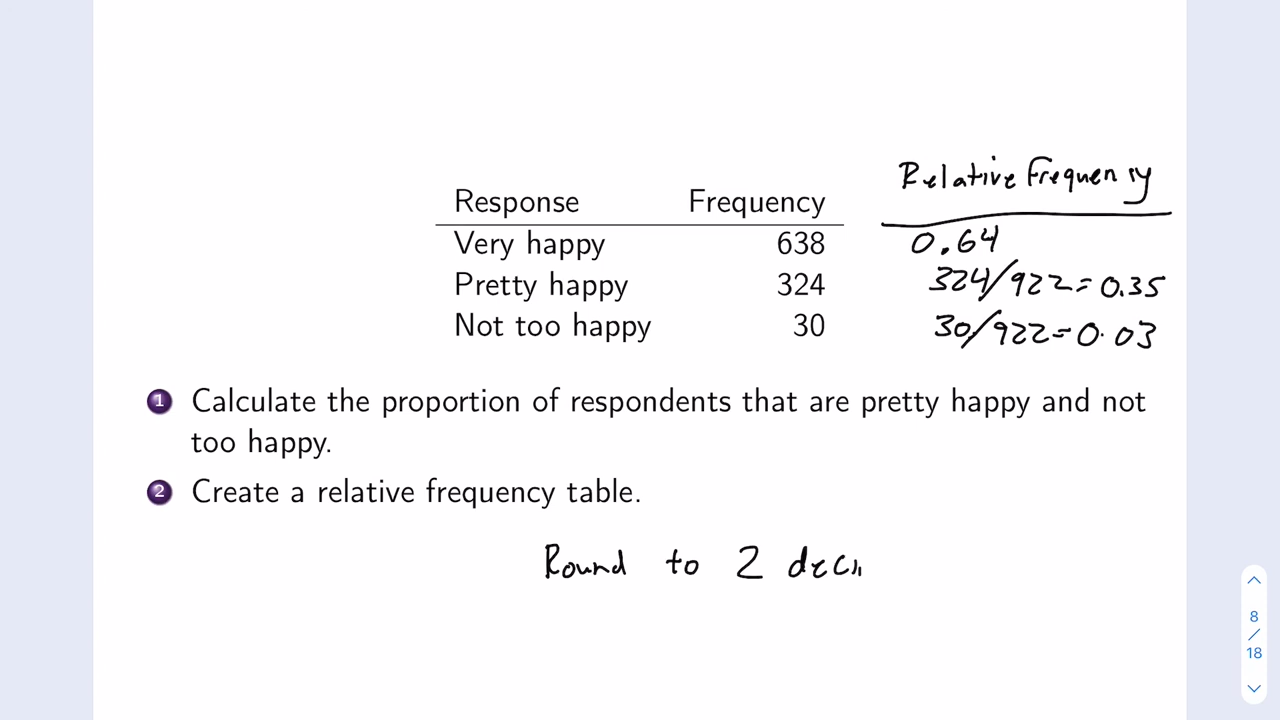 Relative Frequency
Response Frequency
Very happy 638 0.64
Pretty happy 324 324/922=0.35
Not too happy 30 30/922=0.03
1 Calculate the proportion of respondents that are pretty happy and not
too happy.
2 Create a relative frequency table.
Round to 2 deci
8
/
18